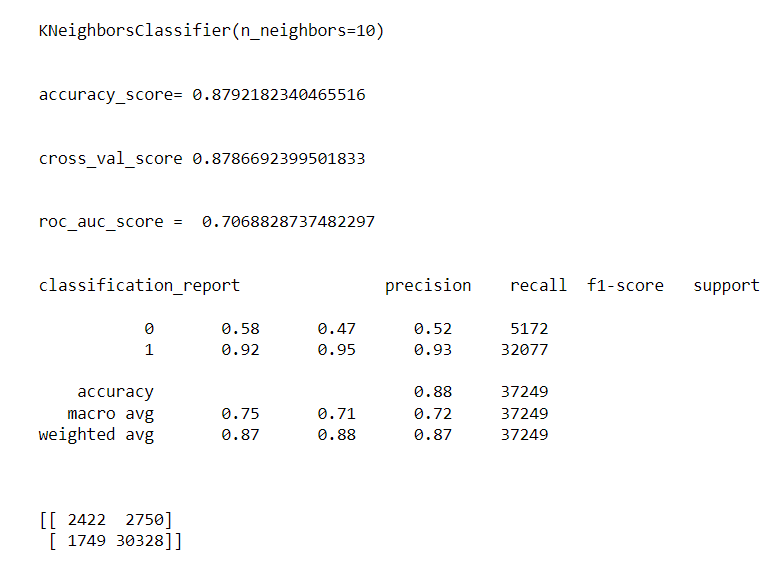 KNeighborsClassifier(n_neighbors=10)
accuracy_score= 0.8792182340465516
cross_val_score 0.8786692399501833
roc_auc_score =  0.7068828737482297
classification_report               precision    recall  f1-score   support
           0       0.58      0.47      0.52      5172
           1       0.92      0.95      0.93     32077
    accuracy                           0.88     37249
   macro avg       0.75      0.71      0.72     37249
weighted avg       0.87      0.88      0.87     37249
[[ 2422  2750]
 [ 1749 30328]]